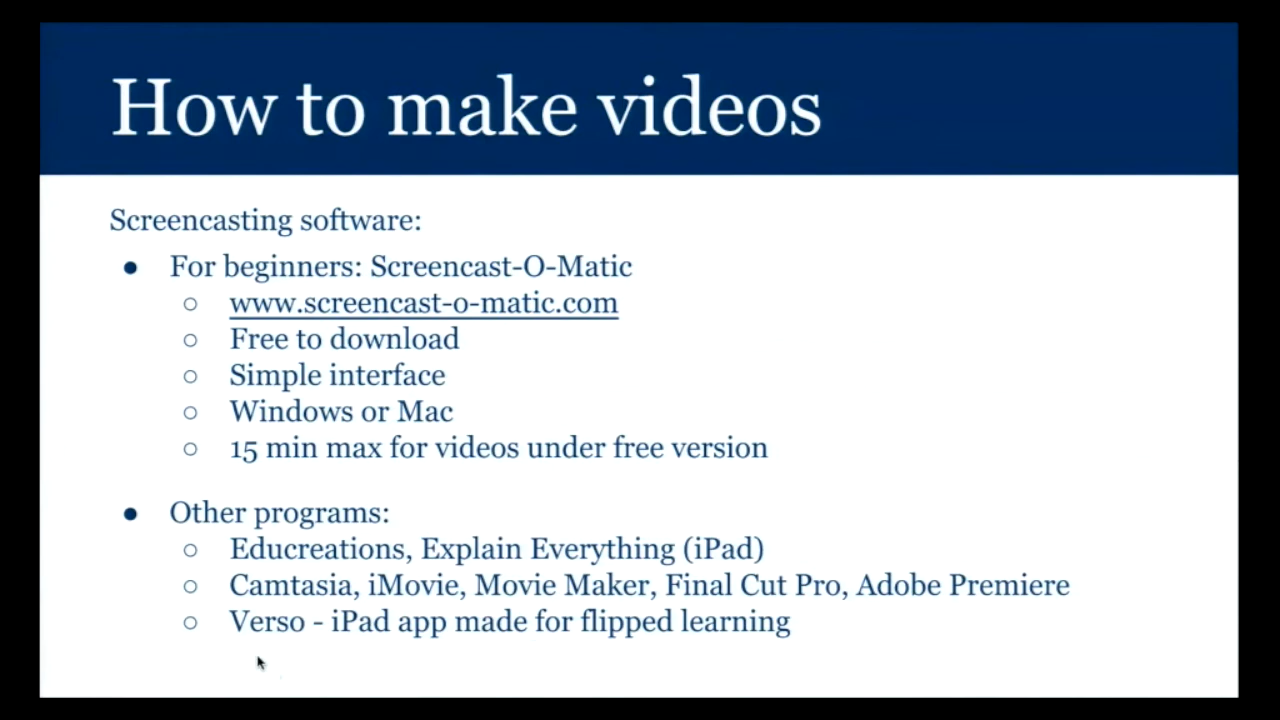 How to make videos
Screencasting software:
● For beginners: Screencast-O-Matic
○ www.screencast-o-matic.com
○ Free to download
○ Simple interface
○ Windows or Mac
○ 15 min max for videos under free version
● Other programs:
○ Educreations, Explain Everything (iPad)
○ Camtasia, iMovie, Movie Maker, Final Cut Pro, Adobe Premiere
○ Verso - iPad app made for flipped learning